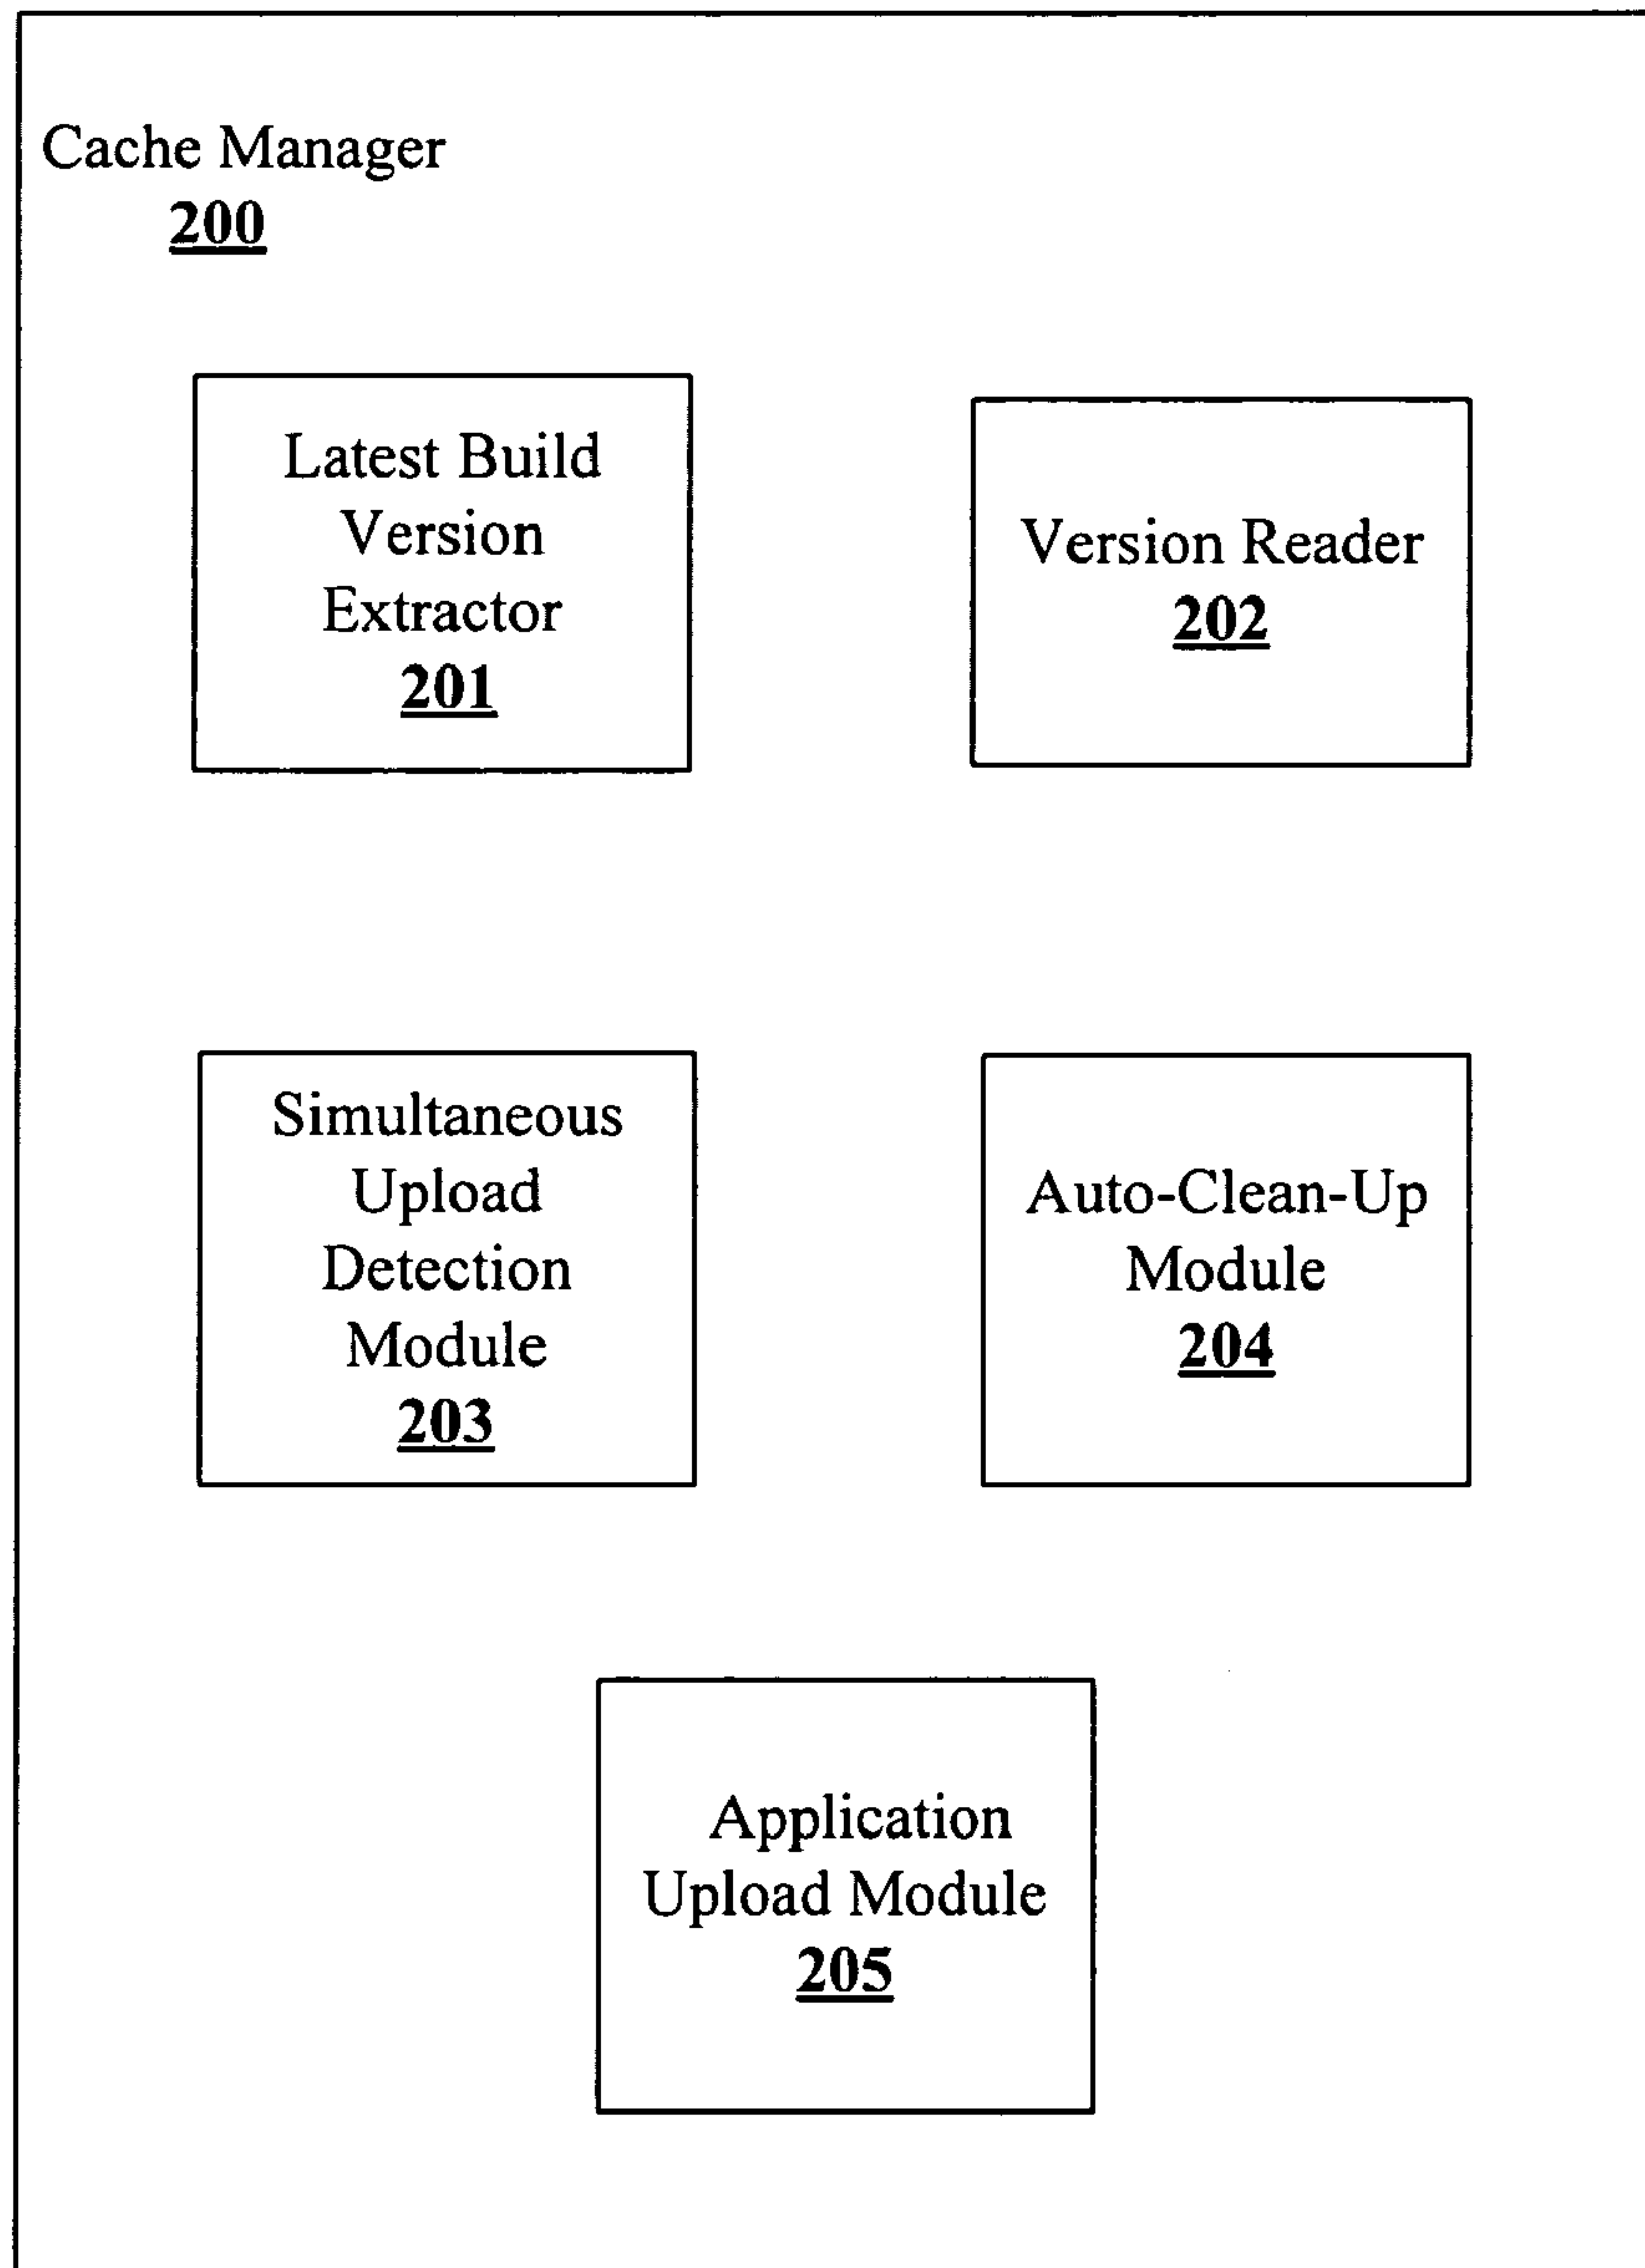 Cache Manager
200
Latest Build
Version
Extractor
201
Version Reader
202
Simultaneous
Upload
Detection
Module
203
Auto-Clean-Up
Module
204
Application
Upload Module
205